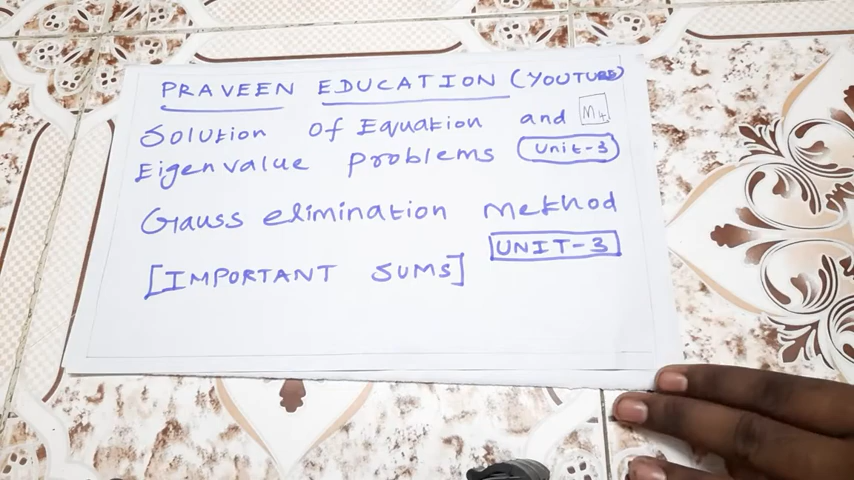 PRAVEEN EDUCATION (YOUTUBE)
Solution of Equation and M4
Eigenvalue problems Unit-3
Gauss elimination method
UNIT-3
[IMPORTANT SUMS]